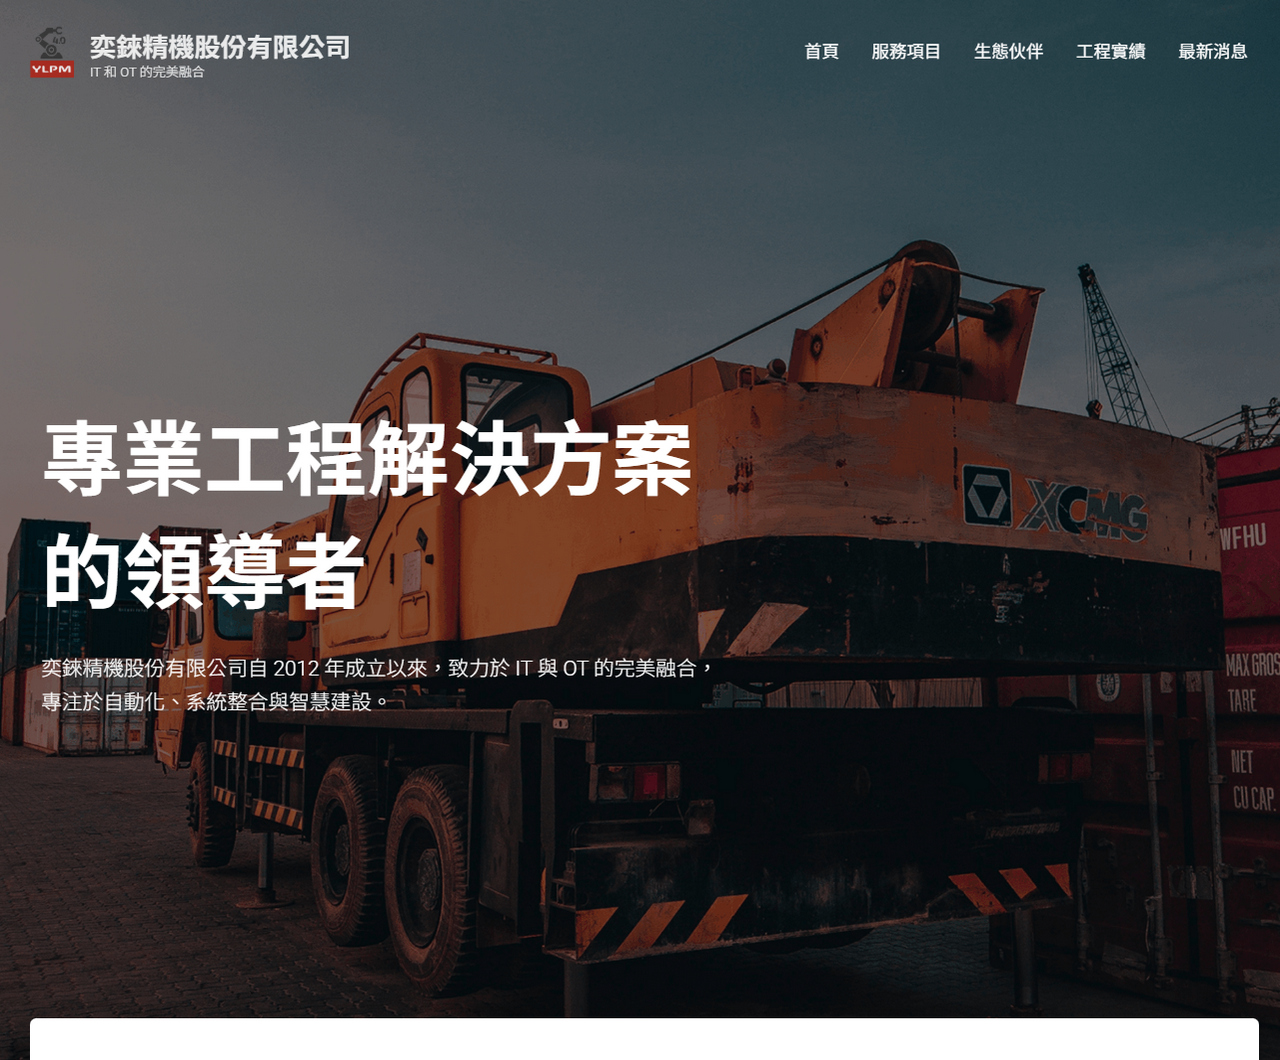 4.0
YLPM
奕錸精機股份有限公司
IT 和 OT 的完美融合
首頁
服務項目
生態伙伴
工程實績
最新消息
專業工程解決方案
的領導者
奕錸精機股份有限公司自 2012 年成立以來，致力於 IT 與 OT 的完美融合，
專注於自動化、系統整合與智慧建設。
XCMG
WFHU
MAX GROS
TARE
NET
CU CAP.